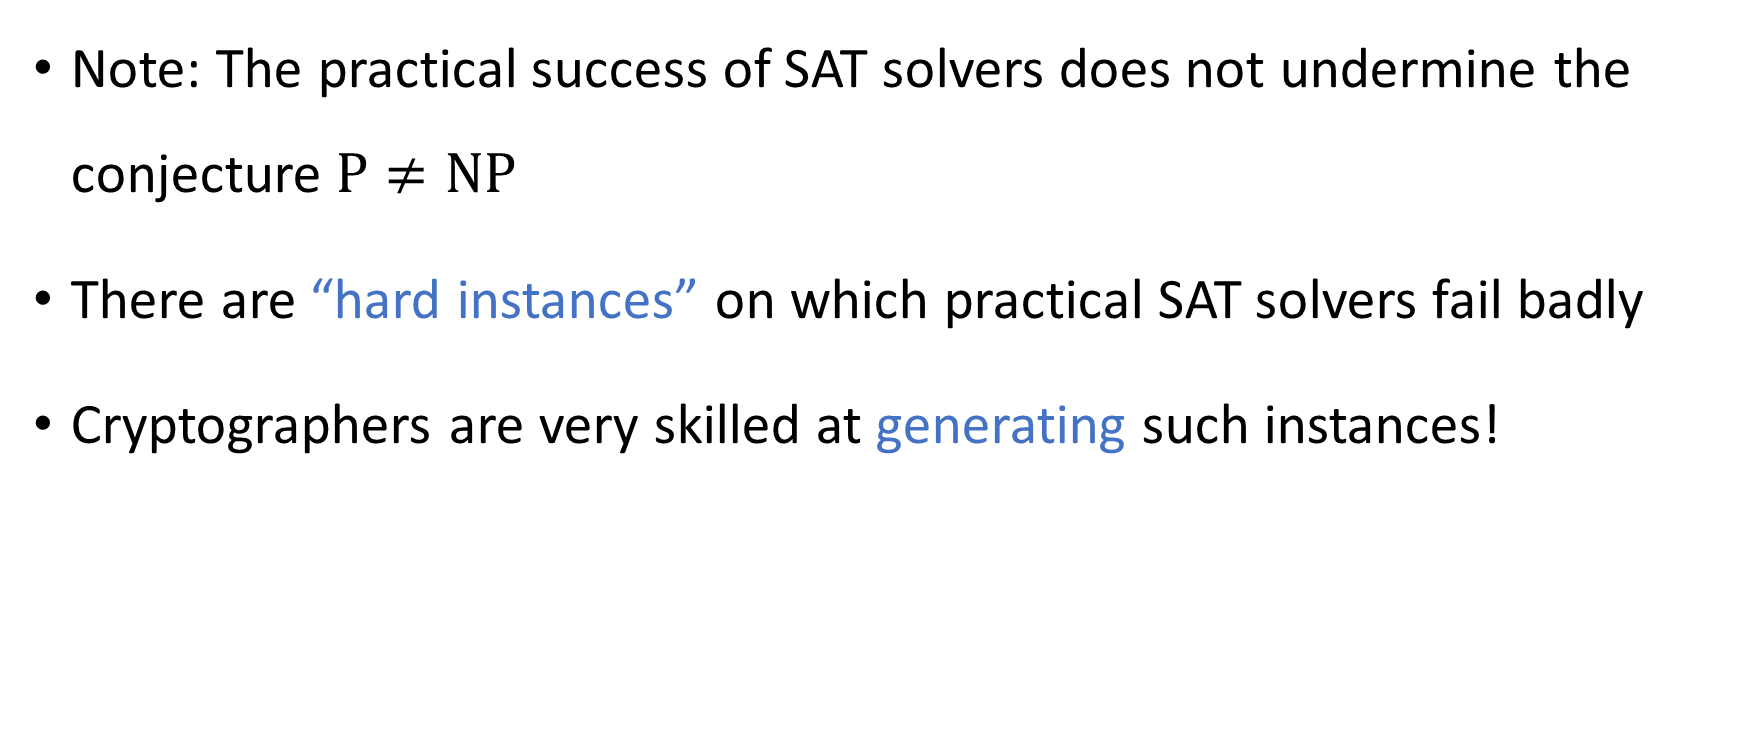 • Note: The practical success of SAT solvers does not undermine the
conjecture P ≠ NP
• There are “hard instances” on which practical SAT solvers fail badly
• Cryptographers are very skilled at generating such instances!